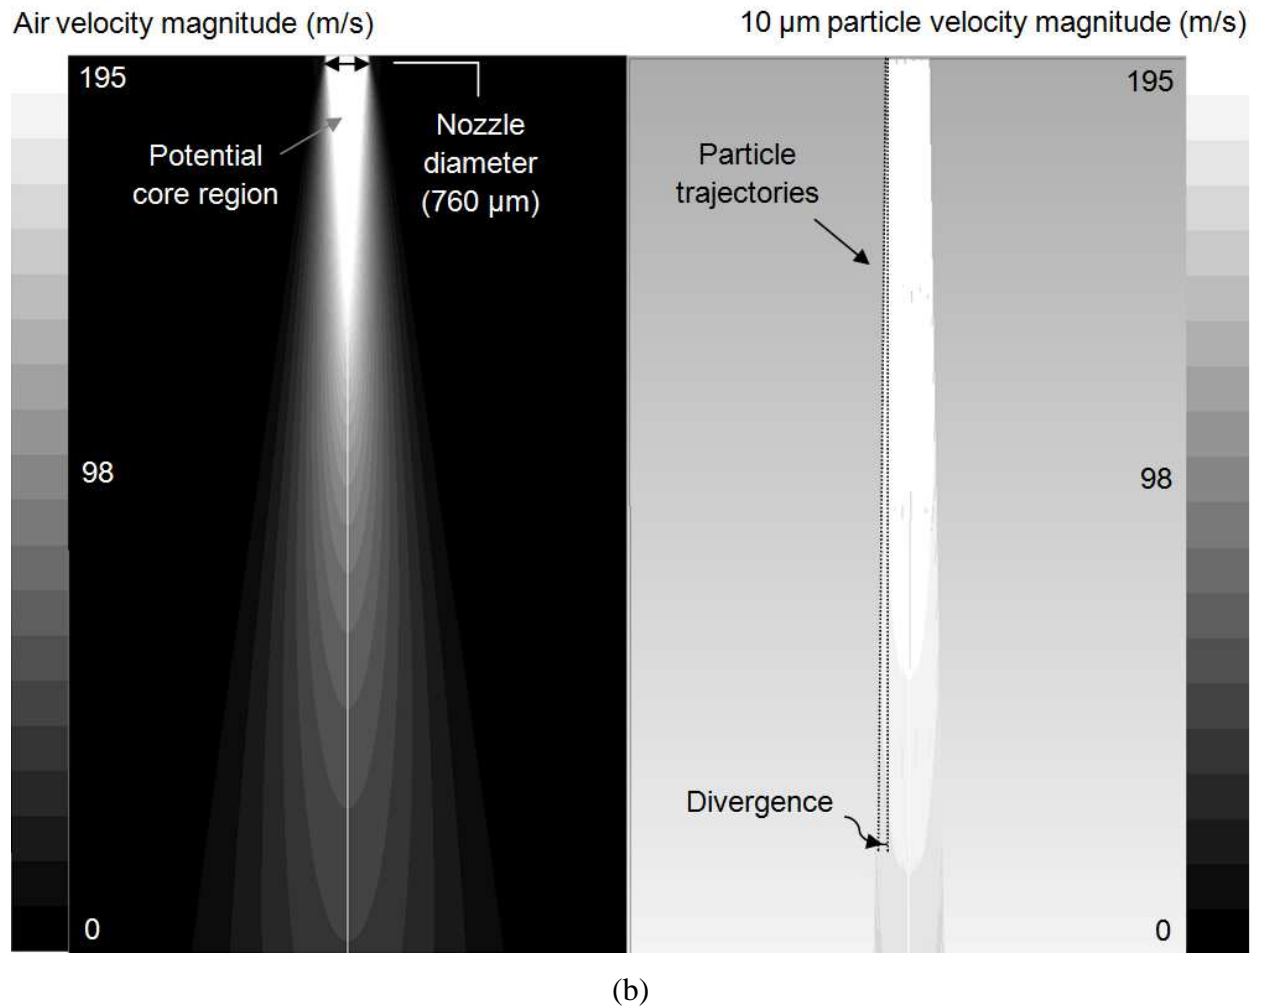 Air velocity magnitude (m/s)
10 µm particle velocity magnitude (m/s)
195
Potential
core region
Nozzle
diameter
(760 µm)
98
0
195
Particle
trajectories
98
Divergence
0
(b)